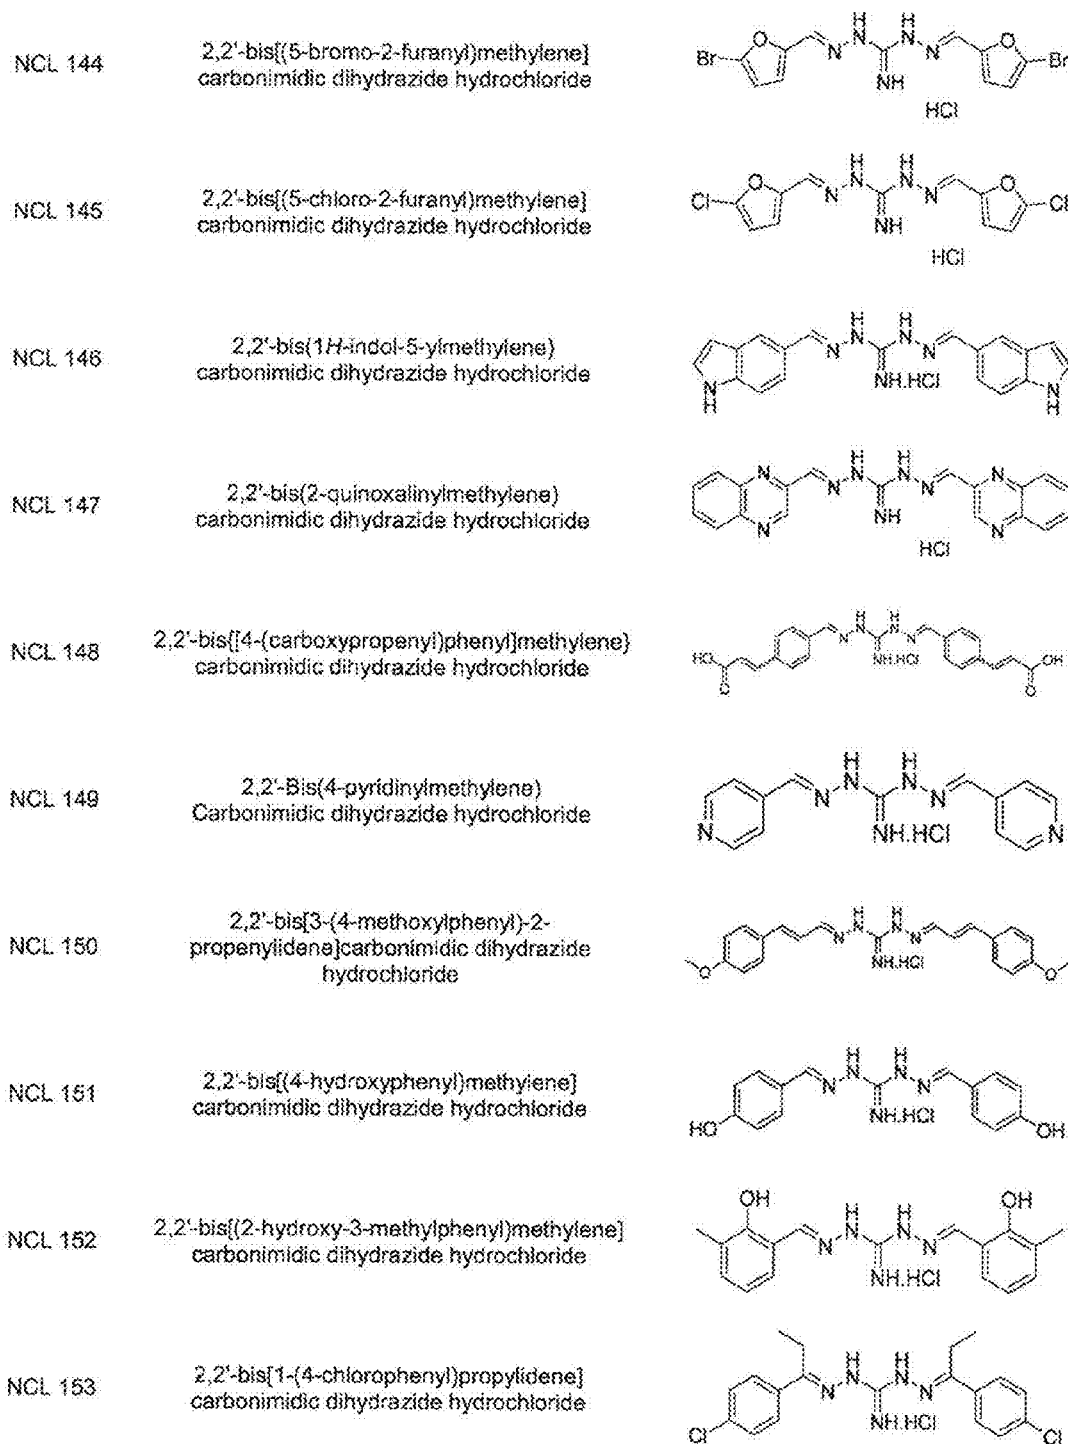 NCL 144
2,2'-bis[(5-bromo-2-furanyl)methylene]
carbonimidic dihydrazide hydrochloride
Br O N H N NH H N N O Br
HCl
NCL 145
2,2'-bis[(5-chloro-2-furanyl)methylene]
carbonimidic dihydrazide hydrochloride
Cl O N H N NH H N N O Cl
HCl
NCL 146
2,2'-bis(1H-indol-5-ylmethylene)
carbonimidic dihydrazide hydrochloride
N H N H N NH.HCl H N N N H
NCL 147
2,2'-bis(2-quinoxalinylmethylene)
carbonimidic dihydrazide hydrochloride
N N N H N NH H N N N N
HCl
NCL 148
2,2'-bis{[4-(carboxypropenyl)phenyl]methylene}
carbonimidic dihydrazide hydrochloride
HO O N H N NH.HCl H N N O OH
NCL 149
2,2'-Bis(4-pyridinylmethylene)
Carbonimidic dihydrazide hydrochloride
N N H N NH.HCl H N N N
NCL 150
2,2'-bis[3-(4-methoxylphenyl)-2-
propenylidene]carbonimidic dihydrazide
hydrochloride
O N H N NH.HCl H N N O
NCL 151
2,2'-bis[(4-hydroxyphenyl)methylene]
carbonimidic dihydrazide hydrochloride
HO N H N NH.HCl H N N OH
NCL 152
2,2'-bis[(2-hydroxy-3-methylphenyl)methylene]
carbonimidic dihydrazide hydrochloride
OH N H N NH.HCl H N N OH
NCL 153
2,2'-bis[1-(4-chlorophenyl)propylidene]
carbonimidic dihydrazide hydrochloride
Cl N H N NH.HCl H N N Cl